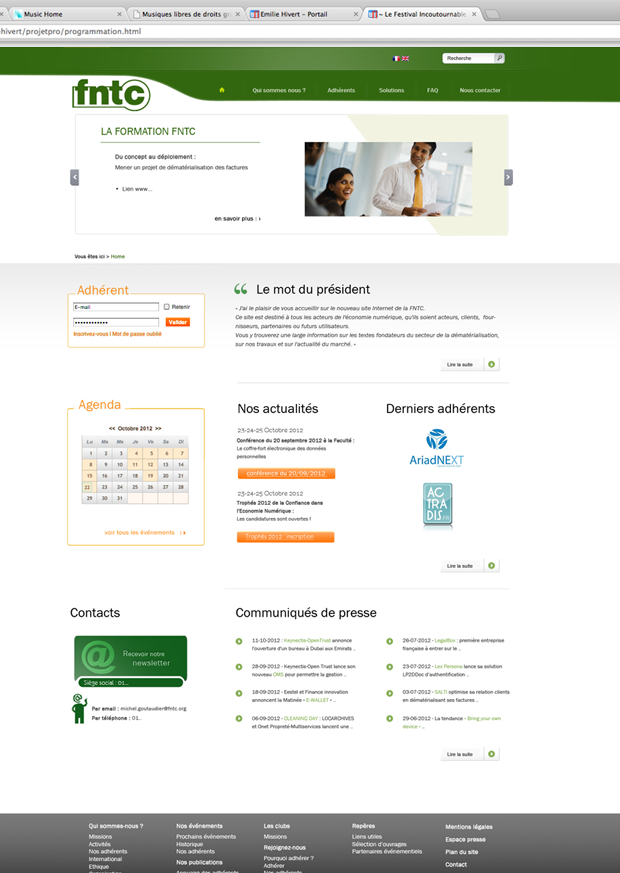 Music Home
Musiques libres de droits gr
Emilie Hivert – Portail
~ Le Festival Incoutournable
hivert/projetpro/programmation.html
Recherche
fntc
Qui sommes nous ?
Adhérents
Solutions
FAQ
Nous contacter
LA FORMATION FNTC
Du concept au déploiement :
Mener un projet de dématérialisation des factures
• Lien www...
en savoir plus :
Vous êtes ici > Home
Adhérent
E-mail
Retenir
Valider
Inscrivez-vous I Mot de passe oublié
Le mot du président
« J'ai le plaisir de vous accueillir sur le nouveau site Internet de la FNTC.
Ce site est destiné à tous les acteurs de l'économie numérique, qu'ils soient acteurs, clients, four-
nisseurs, partenaires ou futurs utilisateurs.
Vous y trouverez une large information sur les textes fondateurs du secteur de la dématérialisation,
sur nos travaux et sur l'actualité du marché. »
Lire la suite
Agenda
<< Octobre 2012 >>
Lu Ma Me Je Ve Sa Di
1 2 3 4 5 6 7
8 9 10 11 12 13 14
15 16 17 18 19 20 21
22 23 24 25 26 27 28
29 30 31
voir tous les événements
Nos actualités
23-24-25 Octobre 2012
Conférence du 20 septembre 2012 à la Faculté :
Le coffre-fort électronique des données
personnelles
conférence du 20/09/2012
23-24-25 Octobre 2012
Trophés 2012 de la Confiance dans
l'Economie Numérique :
Les candidatures sont ouvertes !
Trophés 2012_inscription
Derniers adhérents
AriadNEXT
ACTRADIS.FR
Lire la suite
Contacts
Recevoir notre
newsletter
Siège social : 01...
Par email : michel.goutaudier@fntc.org
Par téléphone : 01..
Communiqués de presse
11-10-2012 : Keynectis-OpenTrust annonce
l'ouverture d'un bureau à Dubai aux Emirats ..
28-09-2012 - Keynectis-Open Trust lance son
nouveau CMS pour permettre la gestion ..
18-09-2012 - Eestel et Finance innovation
annoncent la Matinée « E-WALLET » ..
06-09-2012 - CLEANING DAY : LOCARCHIVES
et Onet Propreté-Multiservices lancent une ..
26-07-2012 - LegalBox : première entreprise
française à entrer sur le ..
23-07-2012 - Lex Persona lance sa solution
LP2DDoc d'authentification ..
03-07-2012 - SALTI optimise sa relation clients
en dématérialisant ses factures ..
29-06-2012 - La tendance « Bring your own
device » ..
Lire la suite
Qui sommes-nous ?
Missions
Activités
Nos adhérents
International
Ethique
Nos événements
Prochains événements
Historique
Nos adhérents
Nos publications
Annuaire des adhérents
Les clubs
Missions
Rejoignez-nous
Pourquoi adhérer ?
Adhérer
Nos adhérents
Repères
Liens utiles
Sélection d'ouvrages
Partenaires événementiels
Mentions légales
Espace presse
Plan du site
Contact